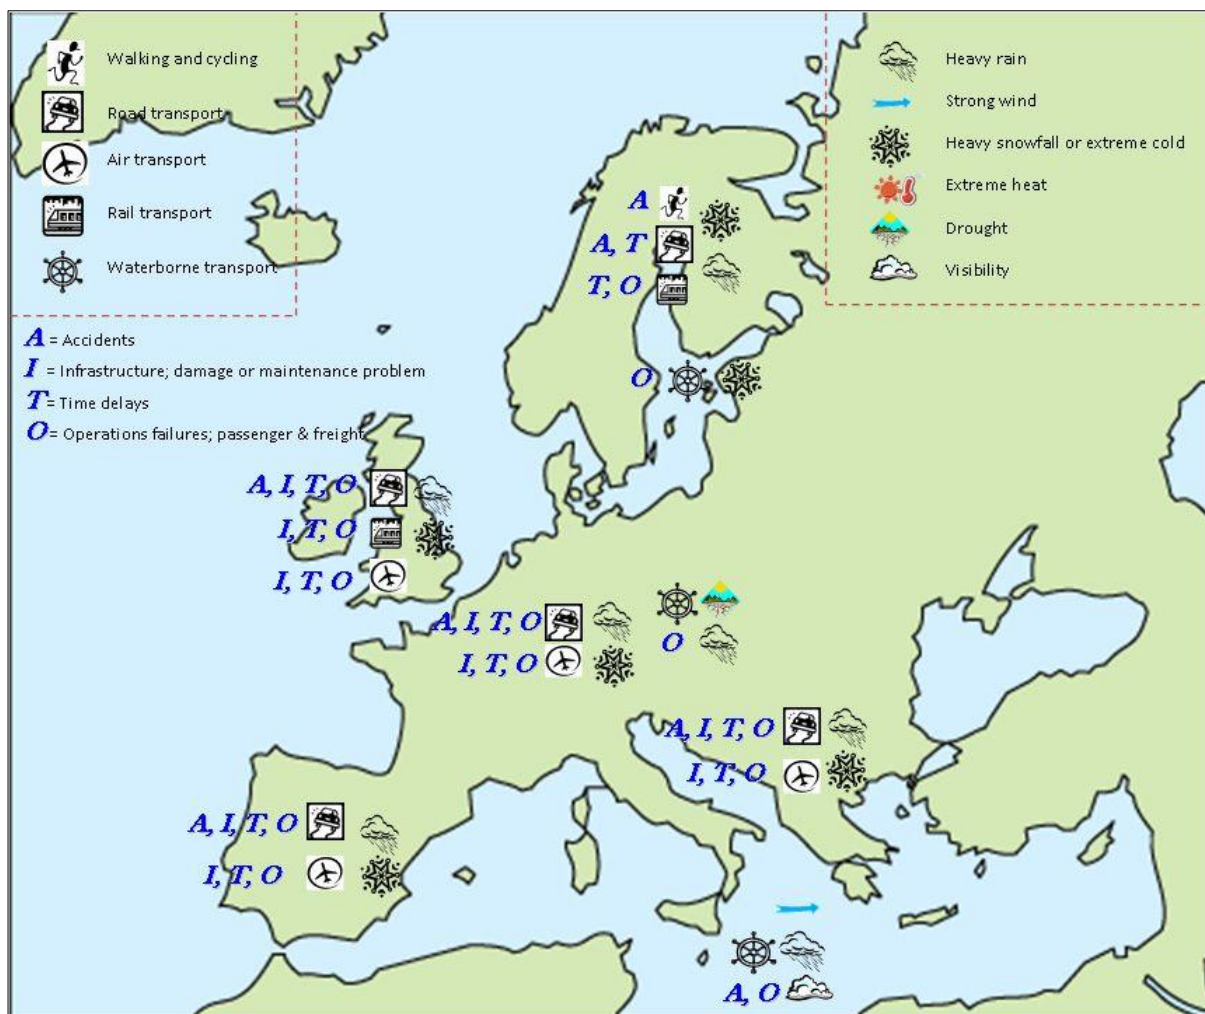 Walking and cycling
Road transport
Air transport
Rail transport
Waterborne transport
Heavy rain
Strong wind
Heavy snowfall or extreme cold
Extreme heat
Drought
Visibility
A = Accidents
I = Infrastructure; damage or maintenance problem
T = Time delays
O = Operations failures; passenger & freight
A
A, T
T, O
O
A, I, T, O
I, T, O
I, T, O
A, I, T, O
I, T, O
O
A, I, T, O
I, T, O
A, I, T, O
I, T, O
A, O